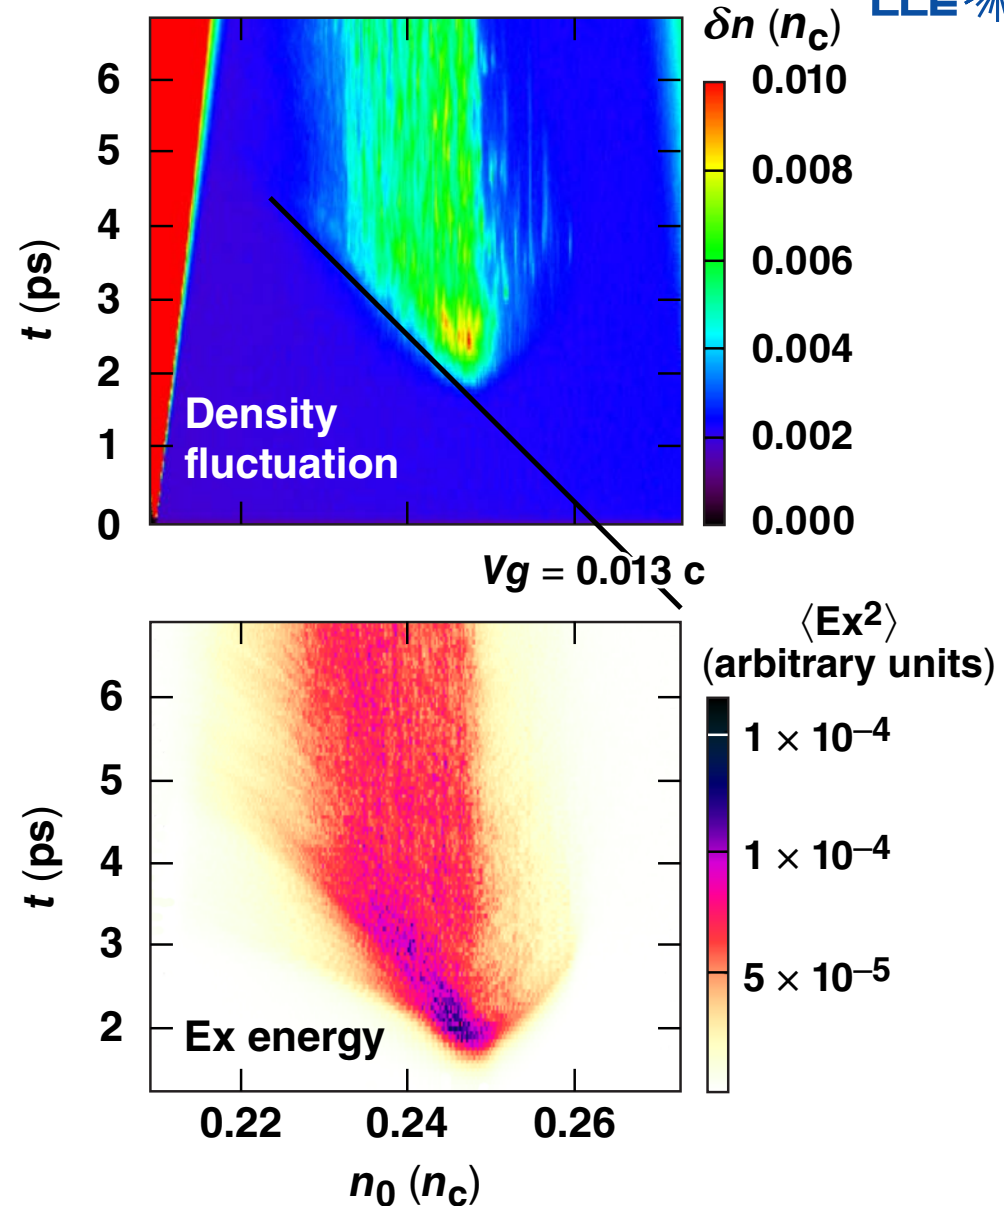 LLE
δn (nc)
6
5
4
3
2
1
0
t (ps)
Density
fluctuation
0.010
0.008
0.006
0.004
0.002
0.000
Vg = 0.013 c
⟨Ex²⟩
(arbitrary units)
6
5
4
3
2
t (ps)
Ex energy
1 × 10⁻⁴
1 × 10⁻⁴
5 × 10⁻⁵
0.22 0.24 0.26
n₀ (nc)